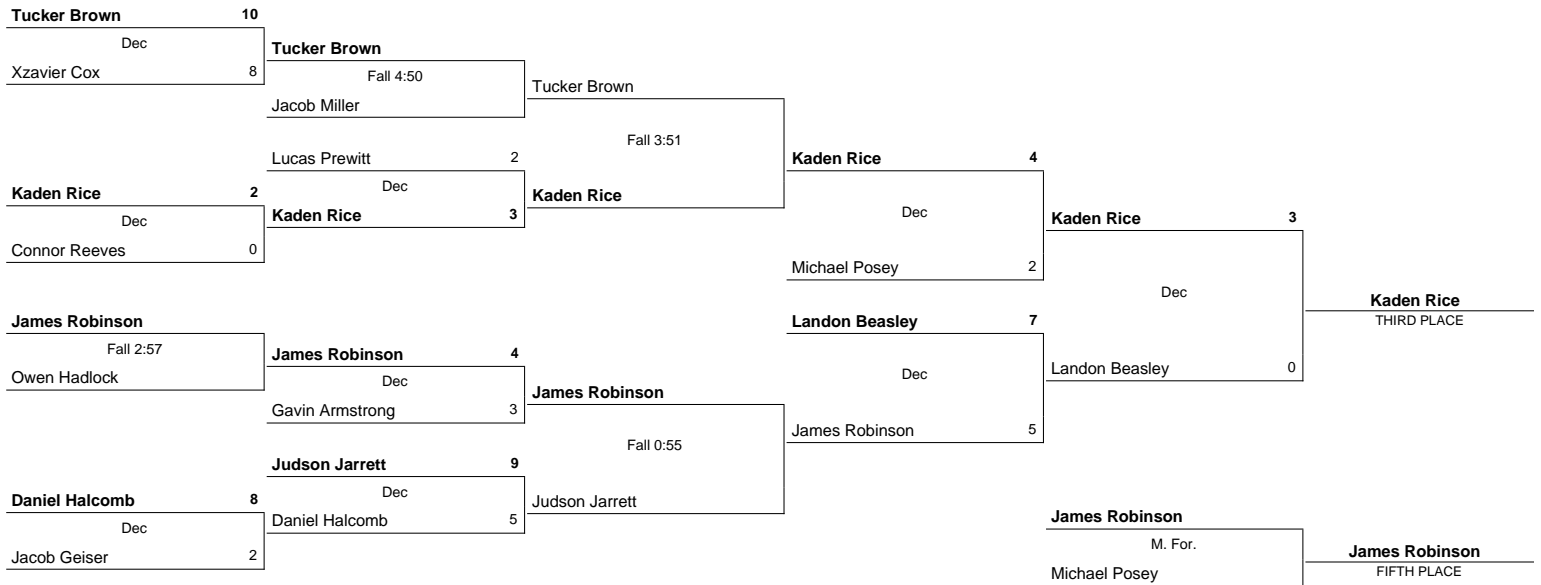 Tucker Brown 10
Dec
Xzavier Cox 8
Kaden Rice 2
Dec
Connor Reeves 0
James Robinson
Fall 2:57
Owen Hadlock
Daniel Halcomb 8
Dec
Jacob Geiser 2
Tucker Brown
Fall 4:50
Jacob Miller
Lucas Prewitt 2
Dec
Kaden Rice 3
James Robinson 4
Dec
Gavin Armstrong 3
Judson Jarrett 9
Dec
Daniel Halcomb 5
Tucker Brown
Fall 3:51
Kaden Rice
James Robinson
Fall 0:55
Judson Jarrett
Kaden Rice 4
Dec
Michael Posey 2
Landon Beasley 7
Dec
James Robinson 5
Kaden Rice 3
Dec
Landon Beasley 0
Kaden Rice
THIRD PLACE
James Robinson
M. For.
Michael Posey
James Robinson
FIFTH PLACE